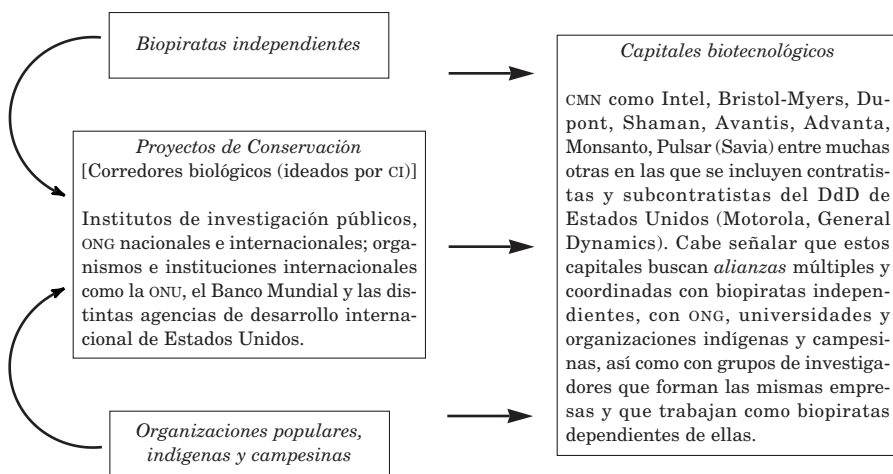 Biopiratas independientes
Proyectos de Conservación
[Corredores biológicos (ideados por CI)]
Institutos de investigación públicos,
ONG nacionales e internacionales; orga-
nismos e instituciones internacionales
como la ONU, el Banco Mundial y las dis-
tintas agencias de desarrollo interna-
cional de Estados Unidos.
Organizaciones populares,
indígenas y campesinas
Capitales biotecnológicos
CMN como Intel, Bristol-Myers, Du-
pont, Shaman, Avantis, Advanta,
Monsanto, Pulsar (Savia) entre muchas
otras en las que se incluyen contratis-
tas y subcontratistas del DdD de
Estados Unidos (Motorola, General
Dynamics). Cabe señalar que estos
capitales buscan alianzas múltiples y
coordinadas con biopiratas indepen-
dientes, con ONG, universidades y
organizaciones indígenas y campesi-
nas, así como con grupos de investiga-
dores que forman las mismas empre-
sas y que trabajan como biopiratas
dependientes de ellas.